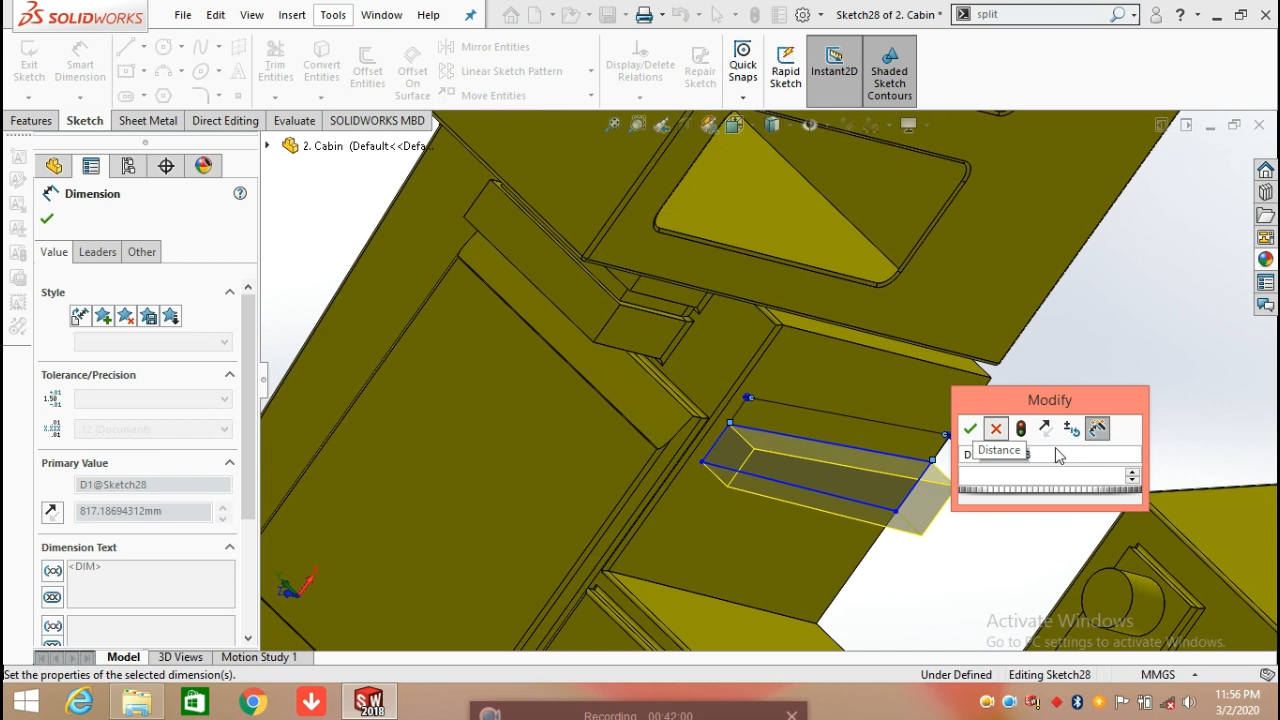 SOLIDWORKS
File Edit View Insert Tools Window Help
Sketch28 of 2. Cabin *
split
Exit Sketch
Smart Dimension
Trim Entities
Convert Entities
Offset Entities
Offset On Surface
Mirror Entities
Linear Sketch Pattern
Move Entities
Display/Delete Relations
Repair Sketch
Quick Snaps
Rapid Sketch
Instant2D
Shaded Sketch Contours
Features Sketch Sheet Metal Direct Editing Evaluate SOLIDWORKS MBD
2. Cabin (Default<<Defa...
Dimension
Value Leaders Other
Style
Tolerance/Precision
1.50
.12 (Document)
Primary Value
D1@Sketch28
817.18694312mm
Dimension Text
<DIM>
Modify
Distance
D
Activate Windows
Go to PC settings to activate Windows.
Model 3D Views Motion Study 1
Set the properties of the selected dimension(s).
Under Defined Editing Sketch28 MMGS
SW 2018
Recording 00:42:00
11:56 PM
3/2/2020